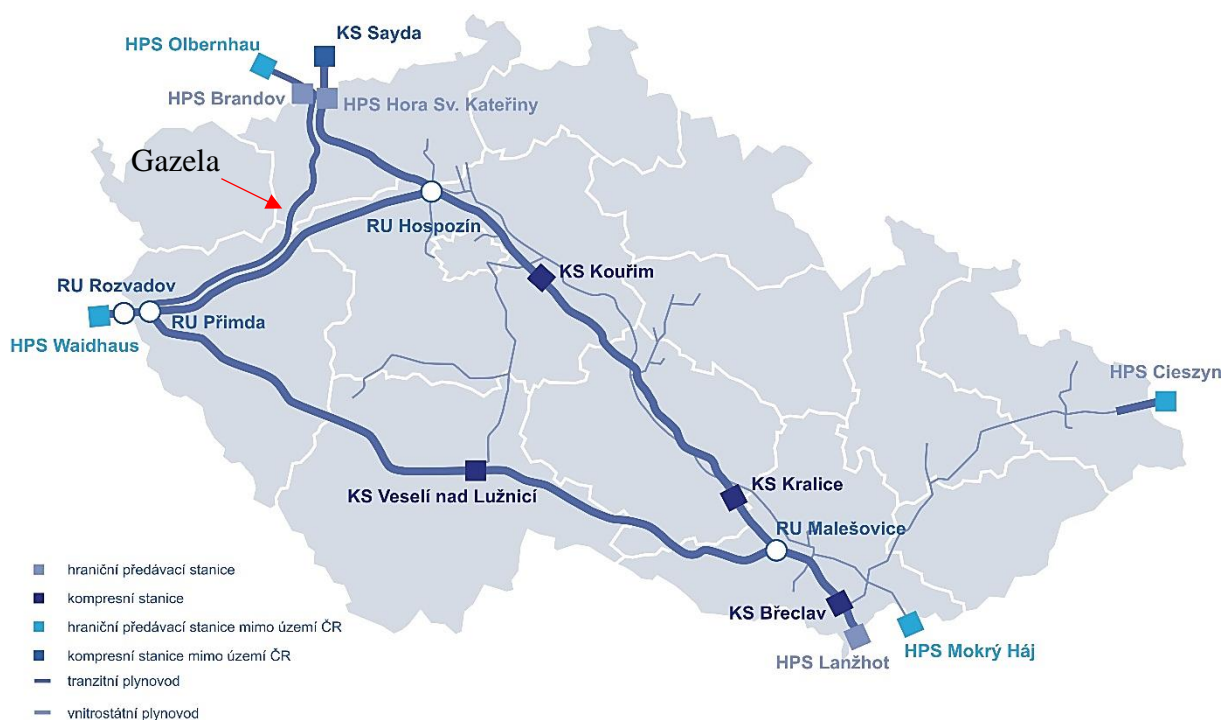 KS Sayda
HPS Olbernhau
HPS Brandov
HPS Hora Sv. Kateřiny
Gazela
RU Hospozín
KS Kouřim
RU Rozvadov
RU Přimda
HPS Waidhaus
HPS Cieszyn
KS Veselí nad Lužnicí
KS Kralice
RU Malešovice
KS Břeclav
HPS Lanžhot
HPS Mokrý Háj
hraniční předávací stanice
kompresní stanice
hraniční předávací stanice mimo území ČR
kompresní stanice mimo území ČR
tranzitní plynovod
vnitrostátní plynovod